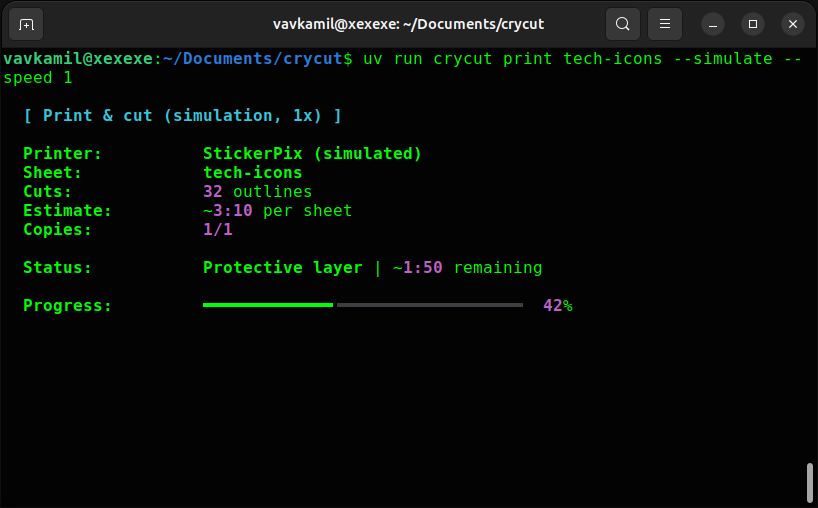 vavkamil@xexexe: ~/Documents/crycut
vavkamil@xexexe:~/Documents/crycut$ uv run crycut print tech-icons --simulate --
speed 1
[ Print & cut (simulation, 1x) ]
Printer: StickerPix (simulated)
Sheet: tech-icons
Cuts: 32 outlines
Estimate: ~3:10 per sheet
Copies: 1/1
Status: Protective layer | ~1:50 remaining
Progress: 42%